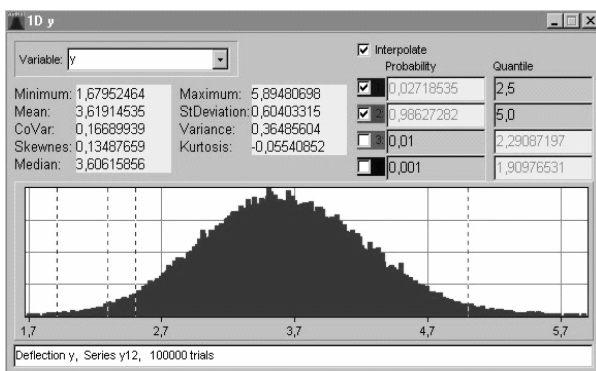 1D y
Variable: y
Interpolate
Probability Quantile
Minimum: 1,67952464 Maximum: 5,89480698 0,02718535 2,5
Mean: 3,61914535 StDeviation: 0,60403315 2: 0,98627282 5,0
CoVar: 0,16689939 Variance: 0,36485604 3: 0,01 2,29087197
Skewnes: 0,13487659 Kurtosis: -0,05540852 0,001 1,90976531
Median: 3,60615856
1,7 2,7 3,7 4,7 5,7
Deflection y, Series y12, 100000 trials